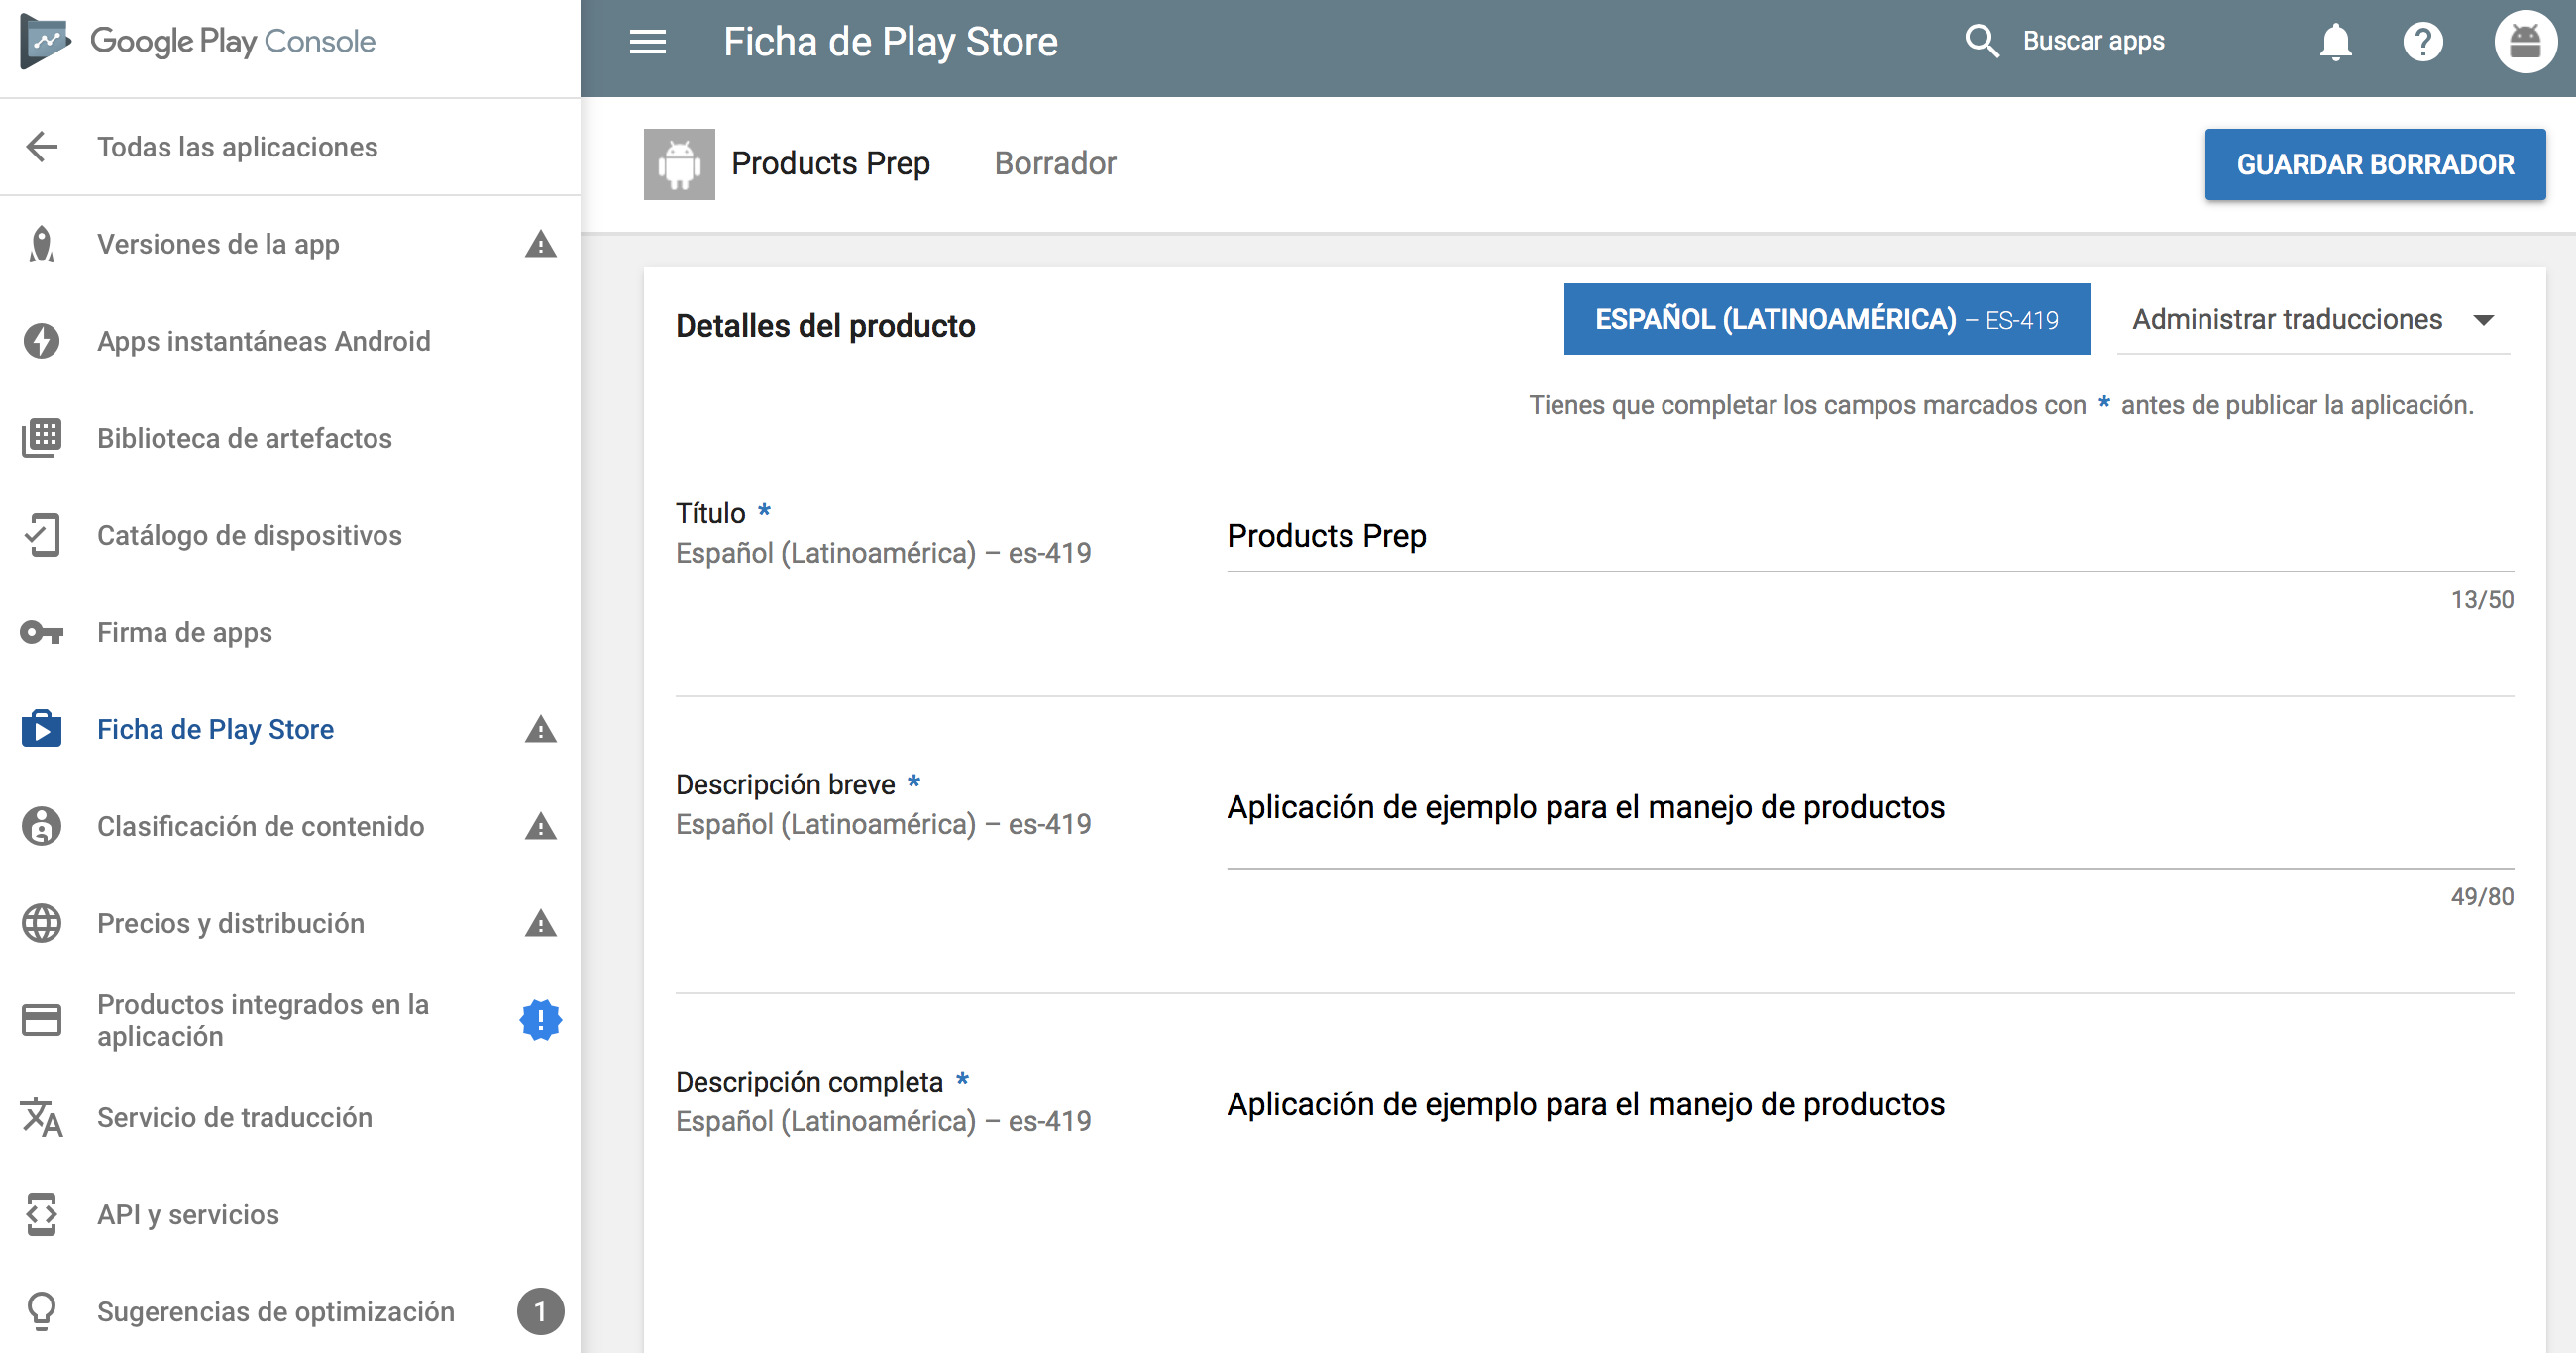 Google Play Console
Ficha de Play Store
Buscar apps
Todas las aplicaciones
Products Prep
Borrador
GUARDAR BORRADOR
Versiones de la app
Apps instantáneas Android
Biblioteca de artefactos
Catálogo de dispositivos
Firma de apps
Ficha de Play Store
Clasificación de contenido
Precios y distribución
Productos integrados en la
aplicación
Servicio de traducción
API y servicios
Sugerencias de optimización
1
Detalles del producto
ESPAÑOL (LATINOAMÉRICA) – ES-419
Administrar traducciones
Tienes que completar los campos marcados con * antes de publicar la aplicación.
Título *
Español (Latinoamérica) – es-419
Products Prep
13/50
Descripción breve *
Español (Latinoamérica) – es-419
Aplicación de ejemplo para el manejo de productos
49/80
Descripción completa *
Español (Latinoamérica) – es-419
Aplicación de ejemplo para el manejo de productos